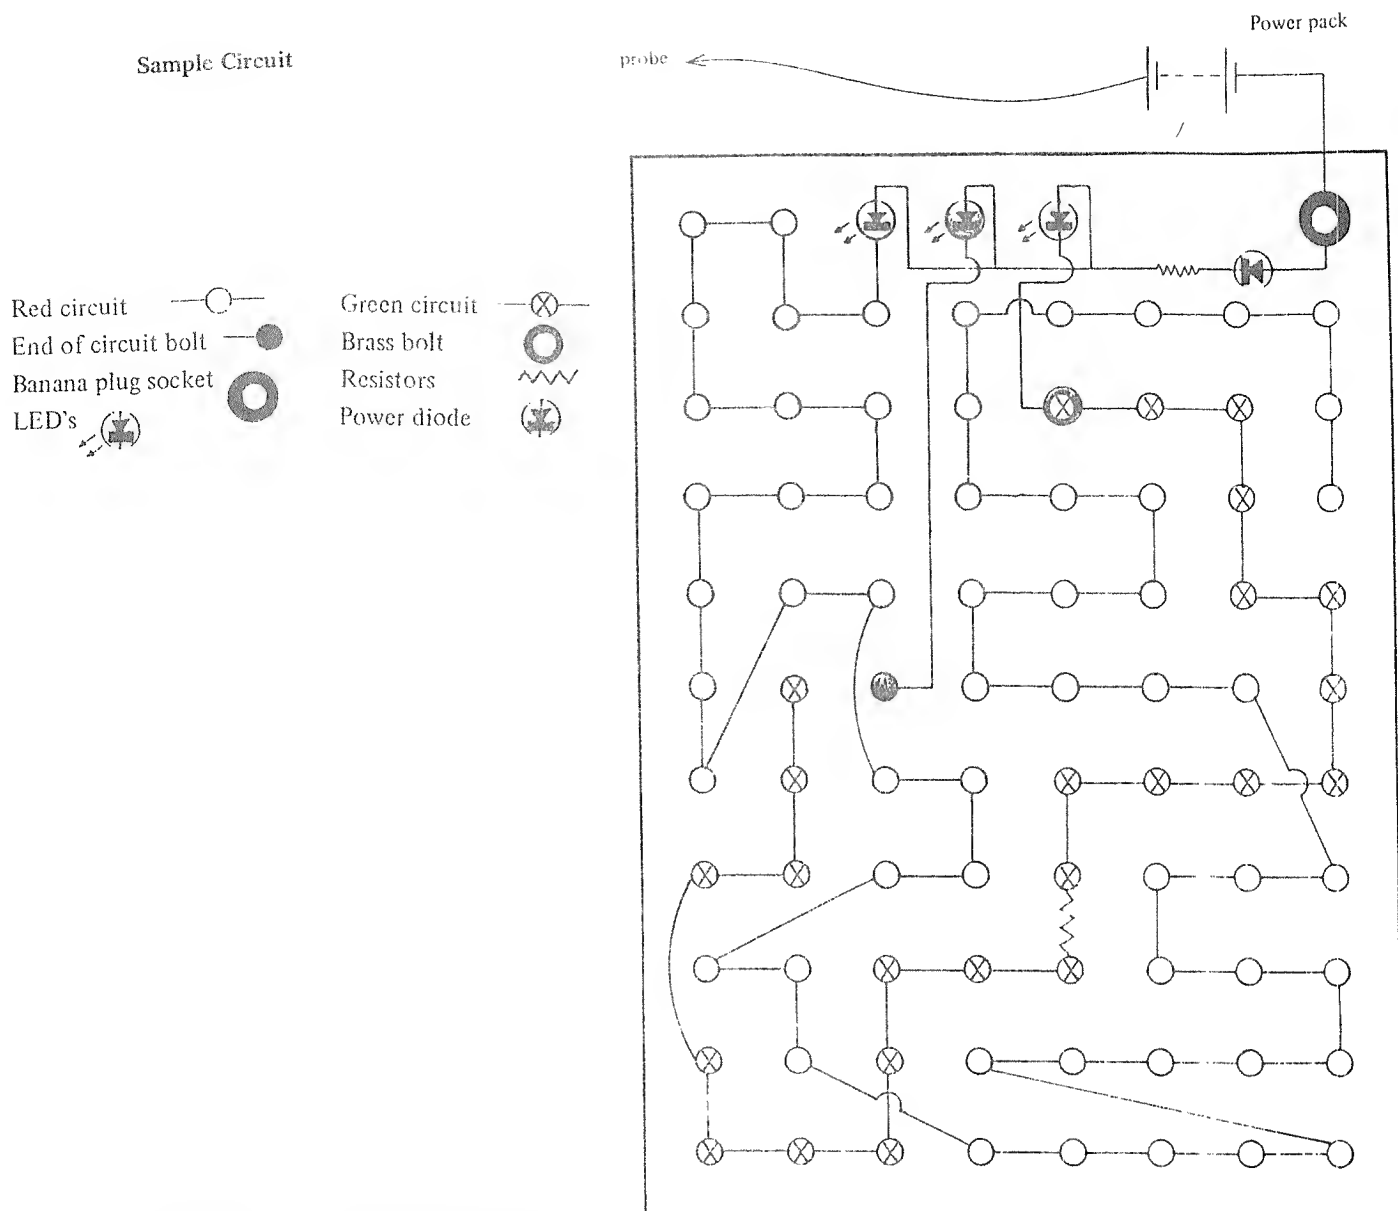 Power pack
Sample Circuit
probe
Red circuit
Green circuit
End of circuit bolt
Brass bolt
Banana plug socket
Resistors
LED's
Power diode